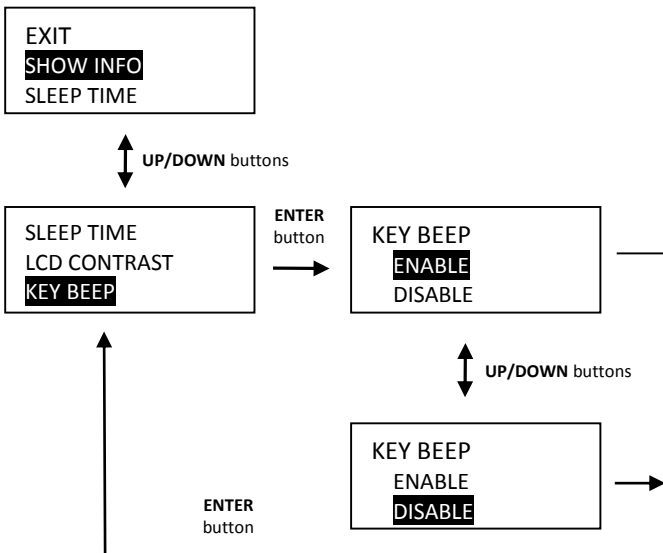 EXIT
SHOW INFO
SLEEP TIME
UP/DOWN buttons
SLEEP TIME
LCD CONTRAST
KEY BEEP
ENTER
button
KEY BEEP
ENABLE
DISABLE
UP/DOWN buttons
KEY BEEP
ENABLE
DISABLE
ENTER
button